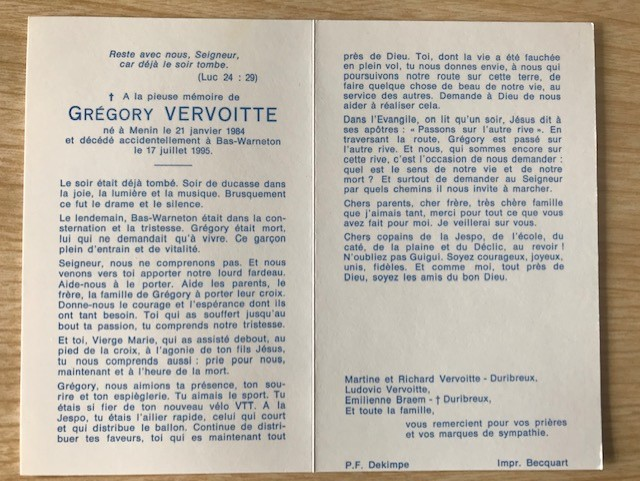 Reste avec nous, Seigneur,
car déjà le soir tombe.
(Luc 24 : 29)
† A la pieuse mémoire de
GRÉGORY VERVOITTE
né à Menin le 21 janvier 1984
et décédé accidentellement à Bas-Warneton
le 17 juillet 1995.
Le soir était déjà tombé. Soir de ducasse dans
la joie, la lumière et la musique. Brusquement
ce fut le drame et le silence.
Le lendemain, Bas-Warneton était dans la cons-
ternation et la tristesse. Grégory était mort,
lui qui ne demandait qu'à vivre. Ce garçon
plein d'entrain et de vitalité.
Seigneur, nous ne comprenons pas. Et nous
venons vers toi apporter notre lourd fardeau.
Aide-nous à le porter. Aide les parents, le
frère, la famille de Grégory à porter leur croix.
Donne-nous le courage et l'espérance dont ils
ont tant besoin. Toi qui as souffert jusqu'au
bout ta passion, tu comprends notre tristesse.
Et toi, Vierge Marie, qui as assisté debout, au
pied de la croix, à l'agonie de ton fils Jésus,
tu nous comprends aussi : prie pour nous,
maintenant et à l'heure de la mort.
Grégory, nous aimions ta présence, ton sou-
rire et ton espièglerie. Tu aimais le sport. Tu
étais si fier de ton nouveau vélo VTT. A la
Jespo, tu étais l'ailier rapide, celui qui court
et qui distribue le ballon. Continue de distri-
buer tes faveurs, toi qui es maintenant tout
près de Dieu. Toi, dont la vie a été fauchée
en plein vol, tu nous donnes envie, à nous qui
poursuivons notre route sur cette terre, de
faire quelque chose de beau de notre vie, au
service des autres. Demande à Dieu de nous
aider à réaliser cela.
Dans l'Evangile, on lit qu'un soir, Jésus dit à
ses apôtres : « Passons sur l'autre rive ». En
traversant la route, Grégory est passé sur
l'autre rive. Et nous, qui sommes encore sur
cette rive, c'est l'occasion de nous demander :
quel est le sens de notre vie et de notre
mort ? Et surtout de demander au Seigneur
par quels chemins il nous invite à marcher.
Chers parents, cher frère, très chère famille
que j'aimais tant, merci pour tout ce que vous
avez fait pour moi. Je veillerai sur vous.
Chers copains de la Jespo, de l'école, du
caté, de la plaine et du Déclic, au revoir !
N'oubliez pas Guigui. Soyez courageux, joyeux,
unis, fidèles. Et comme moi, tout près de
Dieu, soyez les amis du bon Dieu.
Martine et Richard Vervoitte - Duribreux,
Ludovic Vervoitte,
Emilienne Braem - † Duribreux,
Et toute la famille,
vous remercient pour vos prières
et vos marques de sympathie.
P.F. Dekimpe Impr. Becquart